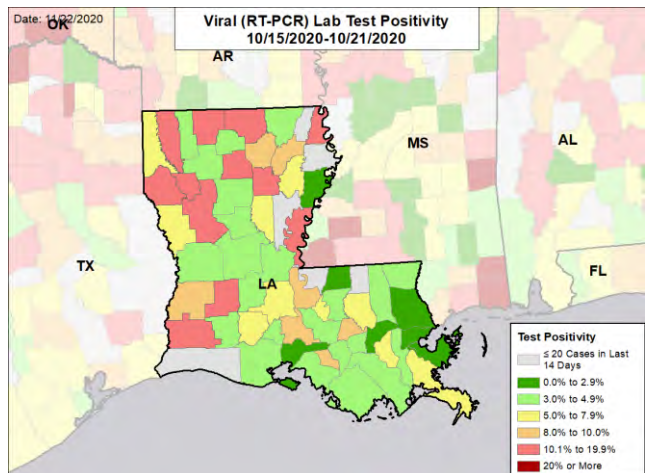 Date: 11/22/2020
Viral (RT-PCR) Lab Test Positivity
10/15/2020-10/21/2020
OK
AR
MS
AL
TX
LA
FL
Test Positivity
≤ 20 Cases in Last
14 Days
0.0% to 2.9%
3.0% to 4.9%
5.0% to 7.9%
8.0% to 10.0%
10.1% to 19.9%
20% or More